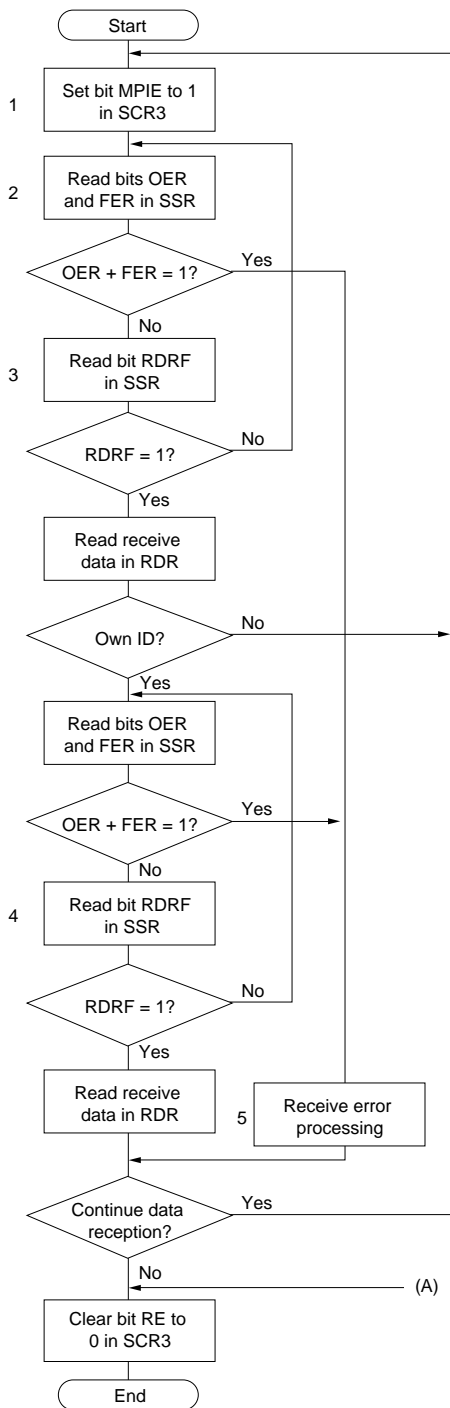 Start
1
Set bit MPIE to 1
in SCR3
2
Read bits OER
and FER in SSR
OER + FER = 1?
Yes
No
3
Read bit RDRF
in SSR
RDRF = 1?
No
Yes
Read receive
data in RDR
Own ID?
No
Yes
Read bits OER
and FER in SSR
OER + FER = 1?
Yes
No
4
Read bit RDRF
in SSR
RDRF = 1?
No
Yes
Read receive
data in RDR
5
Receive error
processing
Continue data
reception?
Yes
No
(A)
Clear bit RE to
0 in SCR3
End